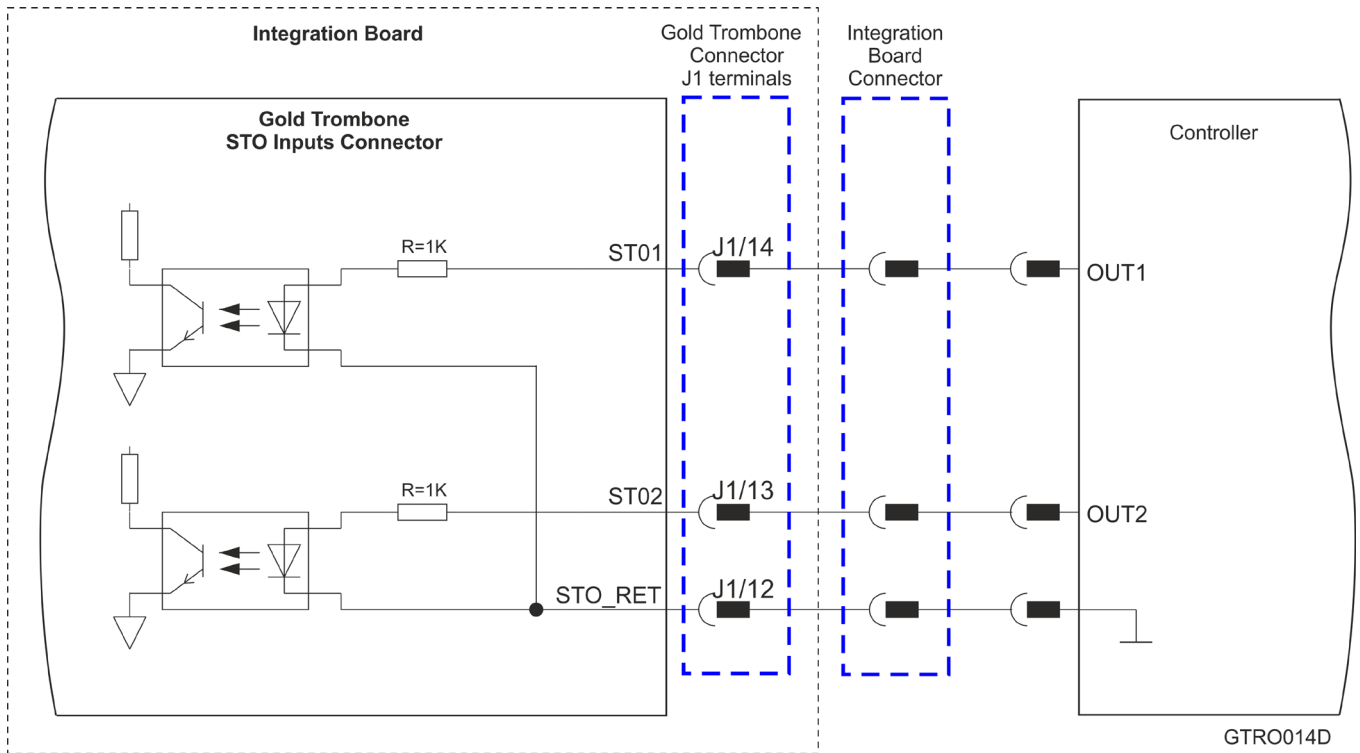 Integration Board
Gold Trombone
Connector
J1 terminals
Integration
Board
Connector
Gold Trombone
STO Inputs Connector
Controller
R=1K
ST01
J1/14
OUT1
R=1K
ST02
J1/13
OUT2
STO_RET
J1/12
GTRO014D